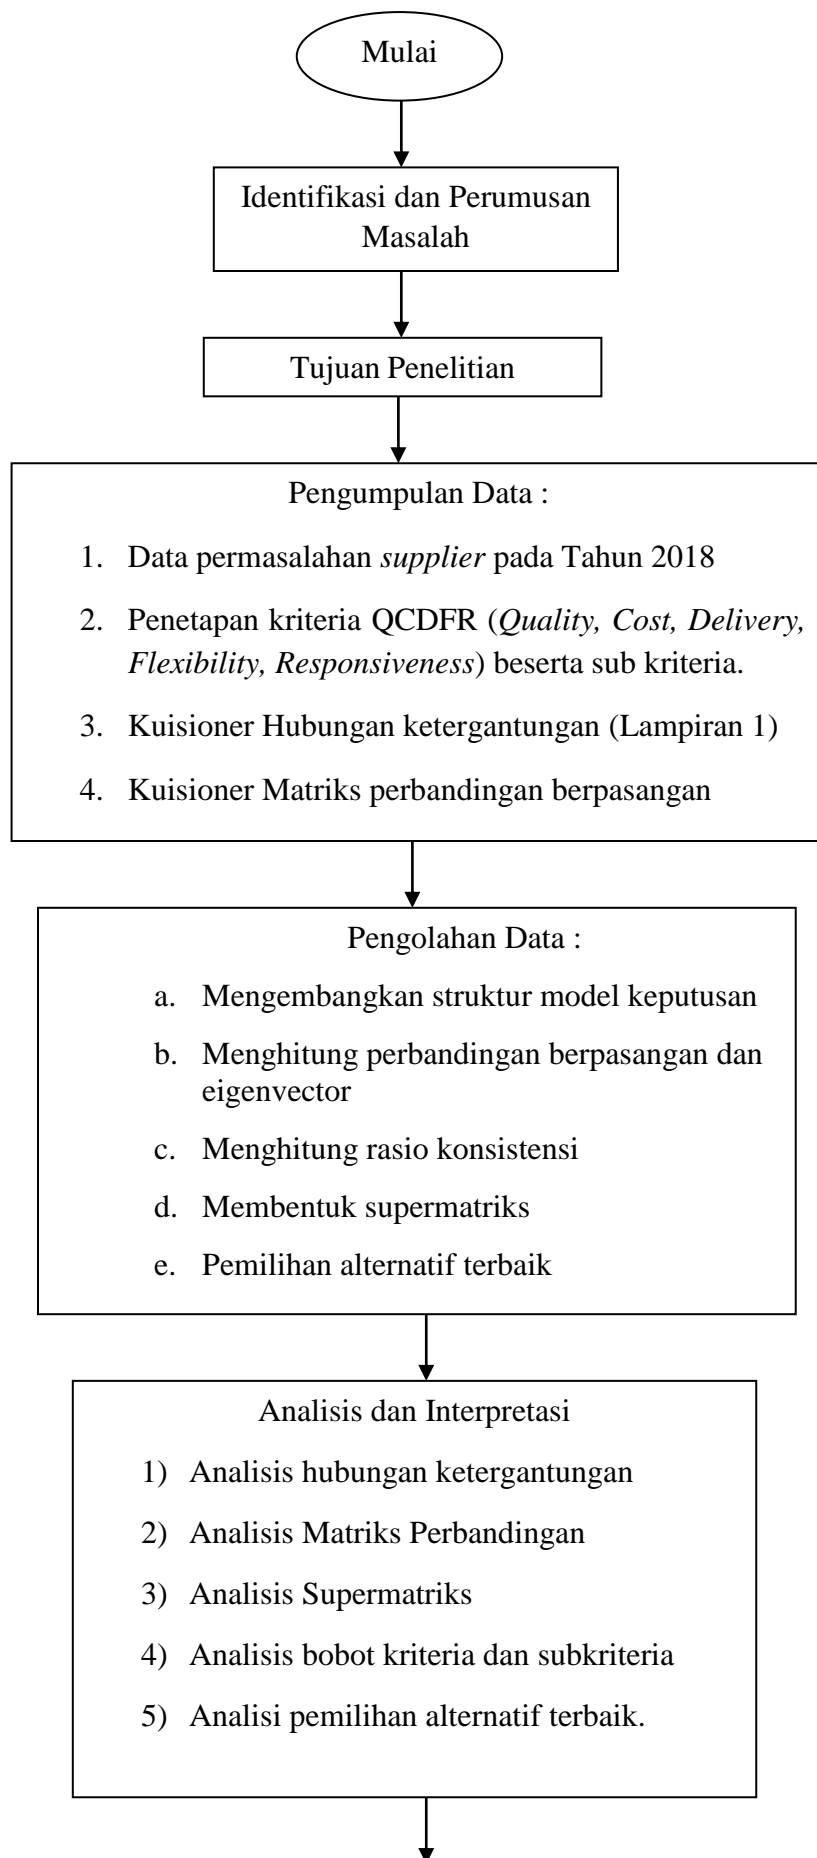 Mulai
Identifikasi dan Perumusan
Masalah
Tujuan Penelitian
Pengumpulan Data :
1. Data permasalahan supplier pada Tahun 2018
2. Penetapan kriteria QCDFR (Quality, Cost, Delivery,
Flexibility, Responsiveness) beserta sub kriteria.
3. Kuisioner Hubungan ketergantungan (Lampiran 1)
4. Kuisioner Matriks perbandingan berpasangan
Pengolahan Data :
a. Mengembangkan struktur model keputusan
b. Menghitung perbandingan berpasangan dan
eigenvector
c. Menghitung rasio konsistensi
d. Membentuk supermatriks
e. Pemilihan alternatif terbaik
Analisis dan Interpretasi
1) Analisis hubungan ketergantungan
2) Analisis Matriks Perbandingan
3) Analisis Supermatriks
4) Analisis bobot kriteria dan subkriteria
5) Analisi pemilihan alternatif terbaik.